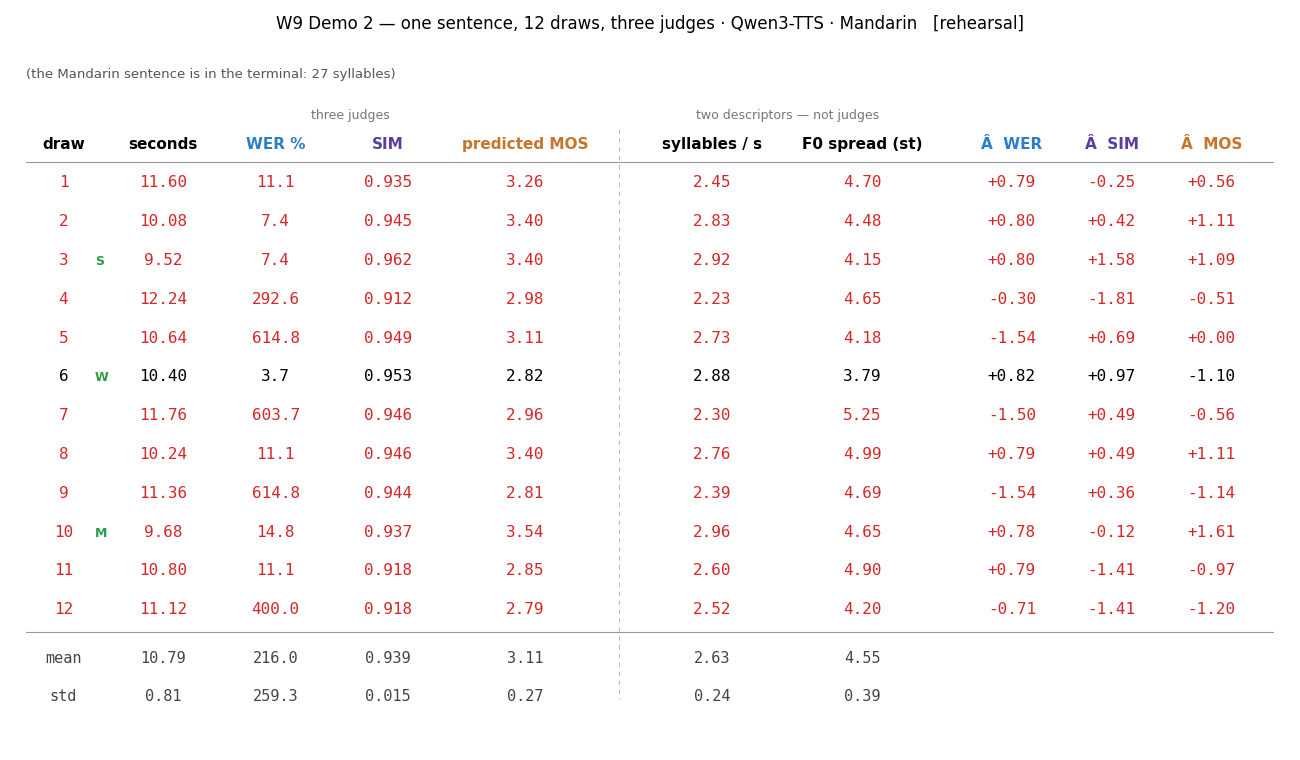 W9 Demo 2 — one sentence, 12 draws, three judges · Qwen3-TTS · Mandarin [rehearsal]
(the Mandarin sentence is in the terminal: 27 syllables)
three judges two descriptors — not judges
draw seconds WER % SIM predicted MOS syllables / s F0 spread (st) Â WER Â SIM Â MOS
1 11.60 11.1 0.935 3.26 2.45 4.70 +0.79 -0.25 +0.56
2 10.08 7.4 0.945 3.40 2.83 4.48 +0.80 +0.42 +1.11
3 S 9.52 7.4 0.962 3.40 2.92 4.15 +0.80 +1.58 +1.09
4 12.24 292.6 0.912 2.98 2.23 4.65 -0.30 -1.81 -0.51
5 10.64 614.8 0.949 3.11 2.73 4.18 -1.54 +0.69 +0.00
6 W 10.40 3.7 0.953 2.82 2.88 3.79 +0.82 +0.97 -1.10
7 11.76 603.7 0.946 2.96 2.30 5.25 -1.50 +0.49 -0.56
8 10.24 11.1 0.946 3.40 2.76 4.99 +0.79 +0.49 +1.11
9 11.36 614.8 0.944 2.81 2.39 4.69 -1.54 +0.36 -1.14
10 M 9.68 14.8 0.937 3.54 2.96 4.65 +0.78 -0.12 +1.61
11 10.80 11.1 0.918 2.85 2.60 4.90 +0.79 -1.41 -0.97
12 11.12 400.0 0.918 2.79 2.52 4.20 -0.71 -1.41 -1.20
mean 10.79 216.0 0.939 3.11 2.63 4.55
std 0.81 259.3 0.015 0.27 0.24 0.39